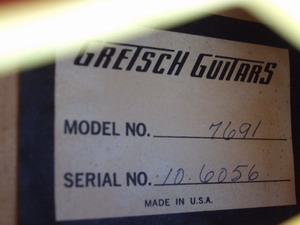 GRETSCH GUITARS
MODEL NO. 7691
SERIAL NO. 10.6056
MADE IN U.S.A.